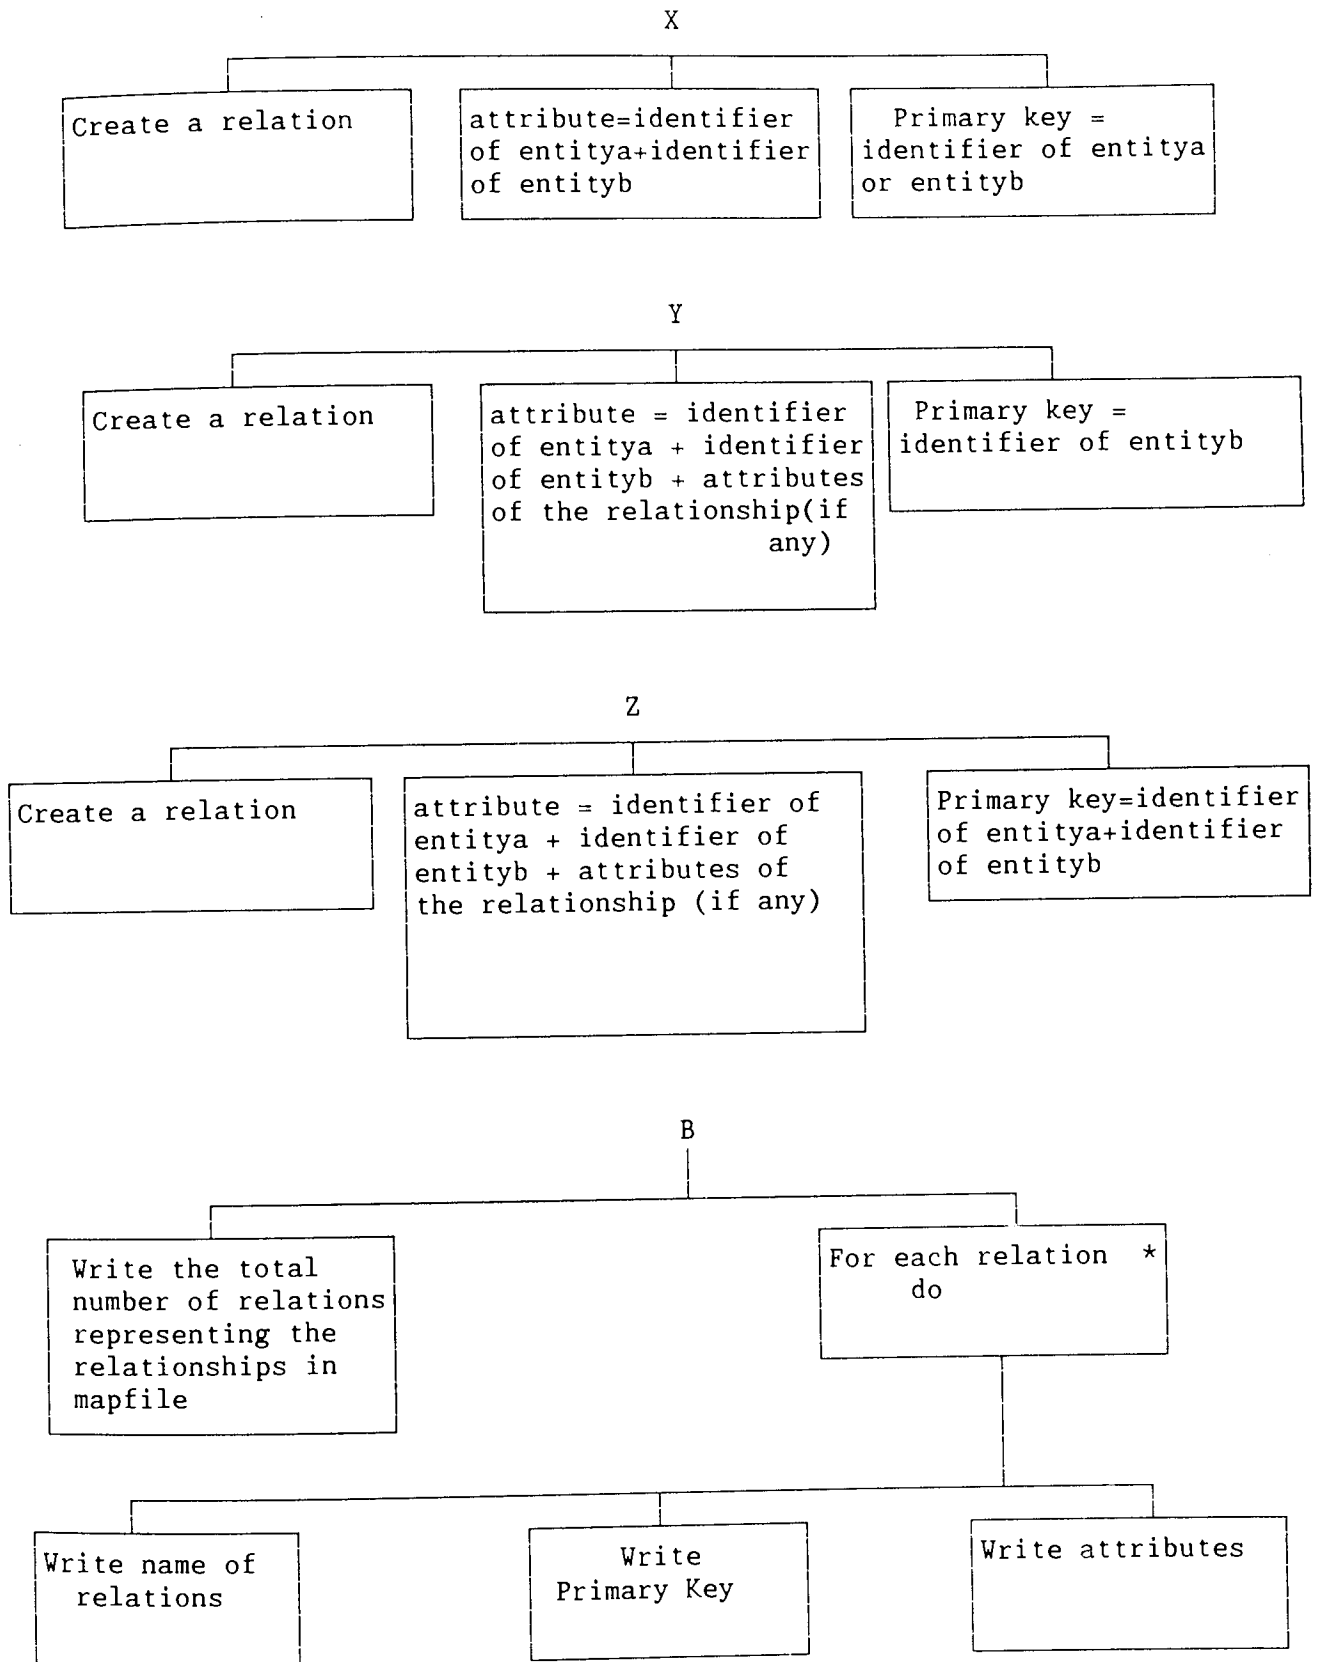 X
Create a relation
attribute=identifier
of entitya+identifier
of entityb
Primary key =
identifier of entitya
or entityb
Y
Create a relation
attribute = identifier
of entitya + identifier
of entityb + attributes
of the relationship(if
any)
Primary key =
identifier of entityb
Z
Create a relation
attribute = identifier of
entitya + identifier of
entityb + attributes of
the relationship (if any)
Primary key=identifier
of entitya+identifier
of entityb
B
Write the total
number of relations
representing the
relationships in
mapfile
For each relation *
do
Write name of
relations
Write
Primary Key
Write attributes